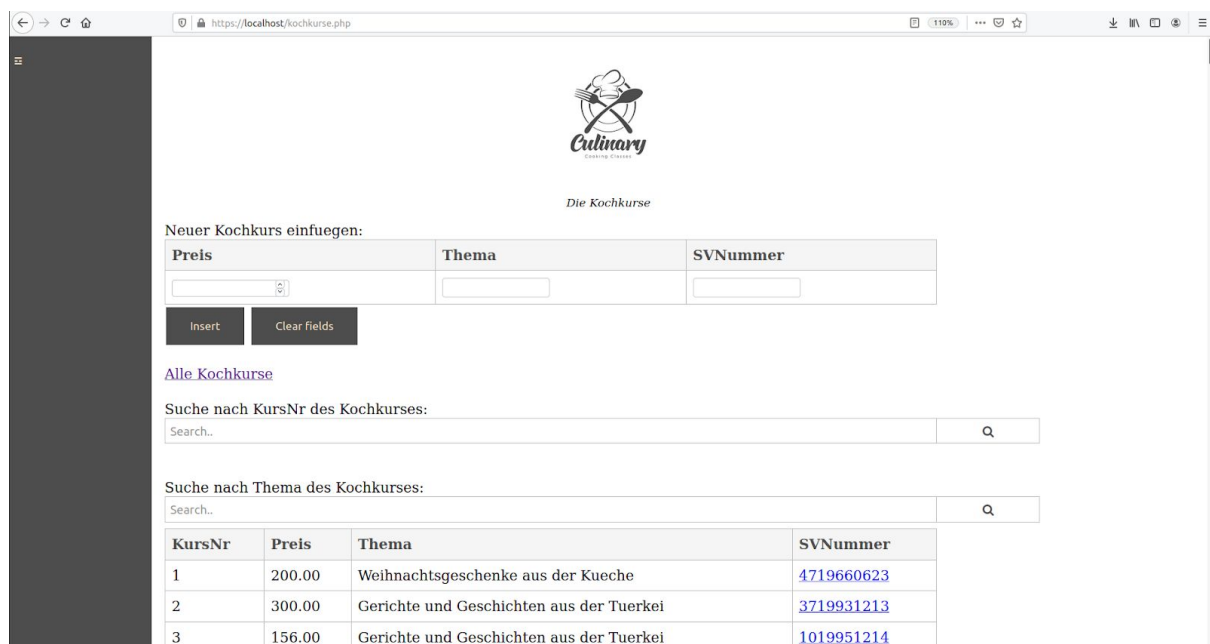 https://localhost/kochkurse.php
110%
Culinary
Cooking Classes
Die Kochkurse
Neuer Kochkurs einfuegen:
Preis Thema SVNummer
Insert Clear fields
Alle Kochkurse
Suche nach KursNr des Kochkurses:
Search..
Suche nach Thema des Kochkurses:
Search..
KursNr Preis Thema SVNummer
1 200.00 Weihnachtsgeschenke aus der Kueche 4719660623
2 300.00 Gerichte und Geschichten aus der Tuerkei 3719931213
3 156.00 Gerichte und Geschichten aus der Tuerkei 1019951214